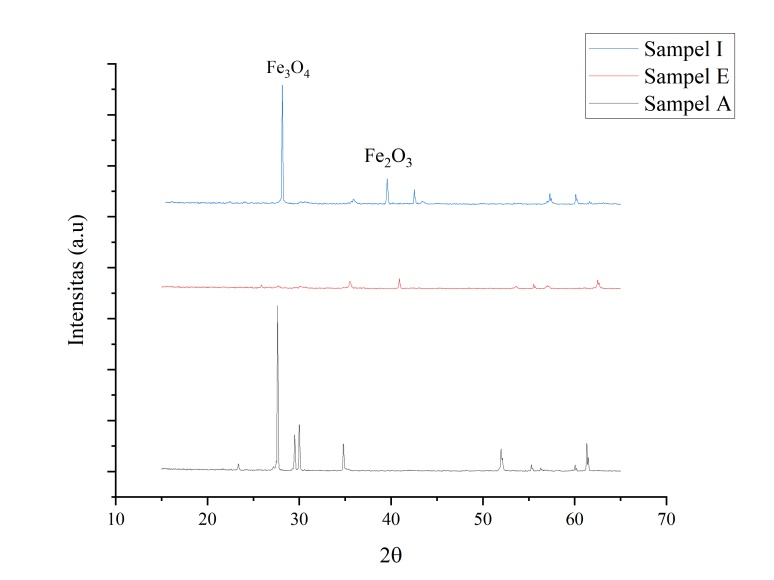 Sampel I
Sampel E
Sampel A
Fe₃O₄
Fe₂O₃
Intensitas (a.u)
10 20 30 40 50 60 70
2θ